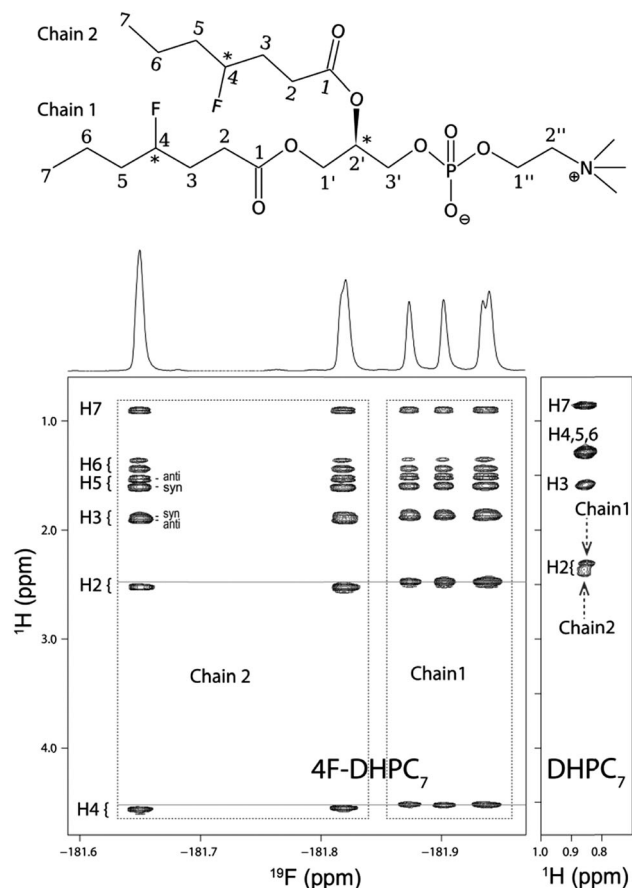 Chain 2
7
5
3
O
6
*
4
2
1
F
O
Chain 1
F
6
4
2
1
O
*
O
O
2''
7
5
*
3
O
1'
2'
3'
P
O
1''
N
⊕
O
⊖
H7
H6 {
H5 {
anti
syn
H3 {
syn
anti
H2 {
Chain 2
Chain1
4F-DHPC7
H4 {
1.0
2.0
3.0
4.0
1H (ppm)
−181.6
−181.7
−181.8
−181.9
19F (ppm)
H7
H4,5,6
H3
Chain1
H2{
Chain2
DHPC7
1.0
0.9
0.8
1H (ppm)